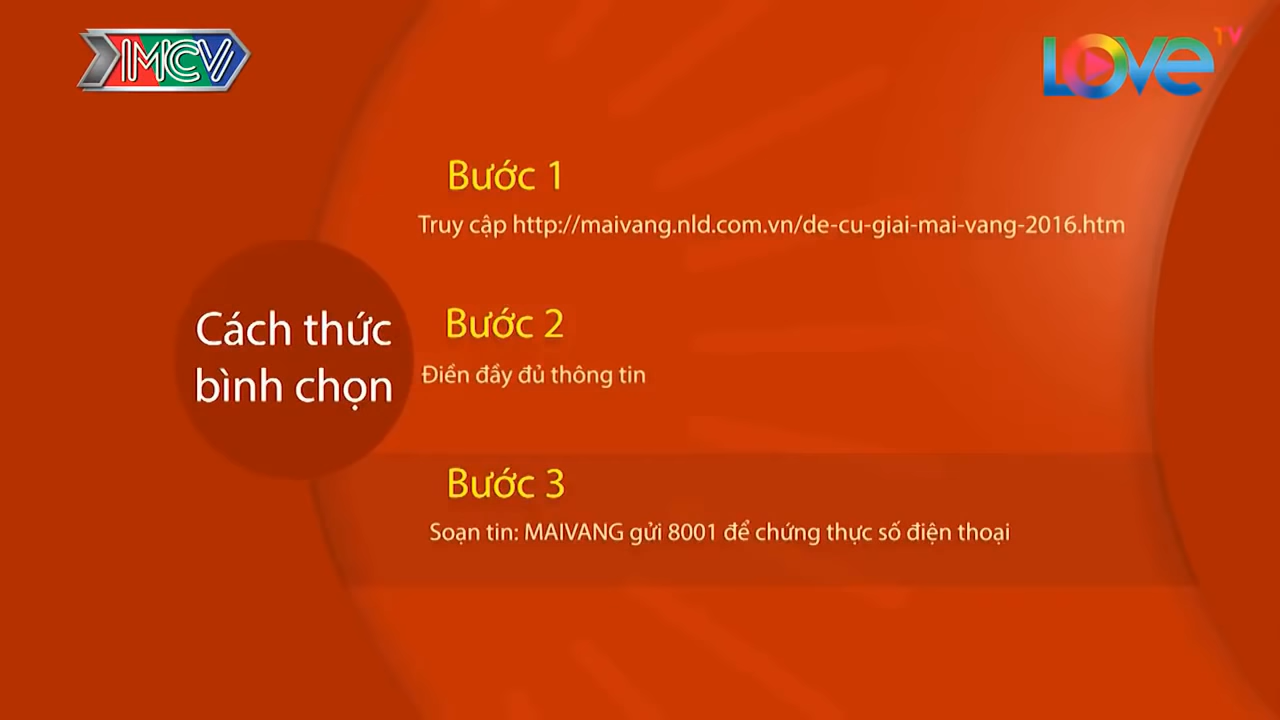 MCV
LOVE TV
Bước 1
Truy cập http://maivang.nld.com.vn/de-cu-giai-mai-vang-2016.htm
Cách thức
bình chọn
Bước 2
Điền đầy đủ thông tin
Bước 3
Soạn tin: MAIVANG gửi 8001 để chứng thực số điện thoại